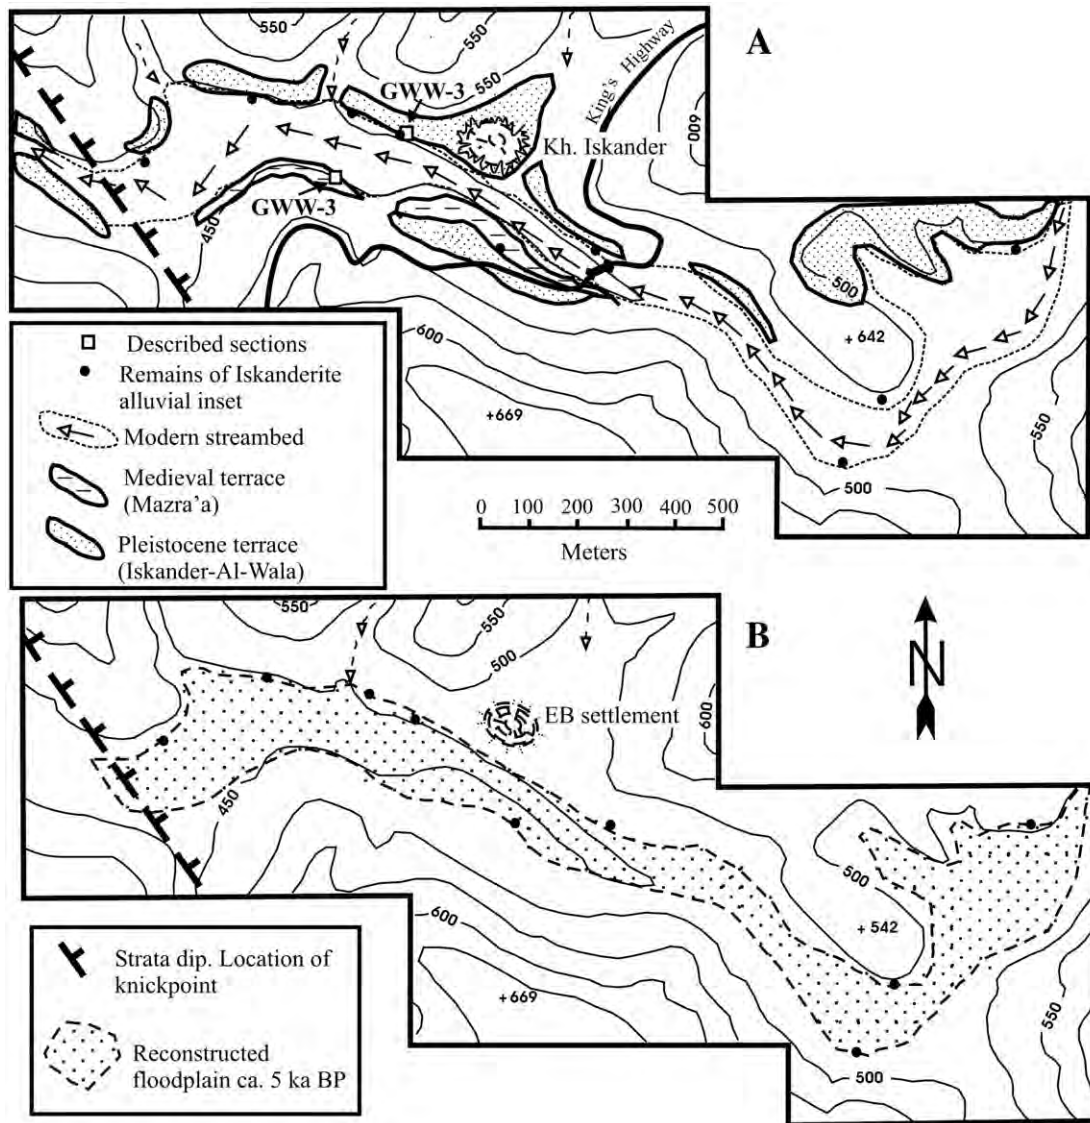 550
550
A
King's Highway
GWW-3
550
600
Kh. Iskander
GWW-3
450
500
600
+ 642
+669
550
500
Described sections
Remains of Iskanderite
alluvial inset
Modern streambed
Medieval terrace
(Mazra'a)
Pleistocene terrace
(Iskander-Al-Wala)
0 100 200 300 400 500
Meters
550
550
B
N
500
600
EB settlement
450
500
600
+ 542
+669
550
500
Strata dip. Location of
knickpoint
Reconstructed
floodplain ca. 5 ka BP